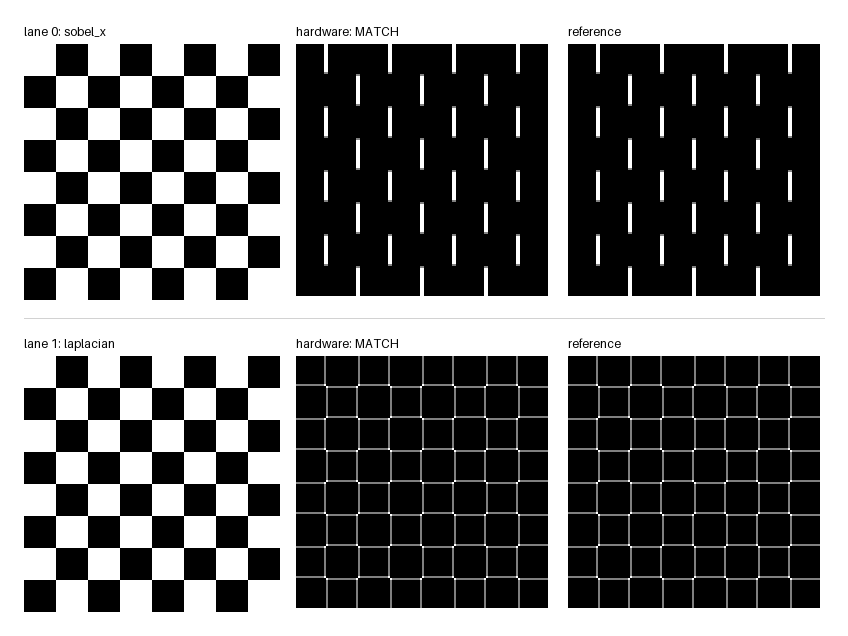 lane 0: sobel_x
hardware: MATCH
reference
lane 1: laplacian
hardware: MATCH
reference